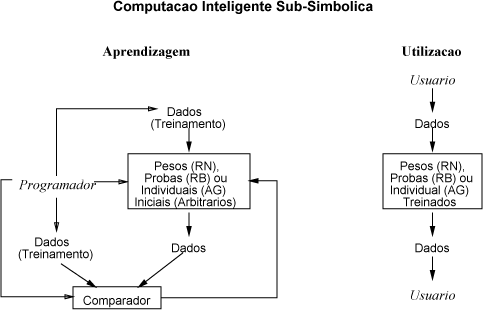 Computacao Inteligente Sub-Simbolica
Aprendizagem
Dados
(Treinamento)
Pesos (RN),
Probas (RB) ou
Individuais (AG)
Iniciais (Arbitrarios)
Programador
Dados
(Treinamento)
Dados
Comparador
Utilizacao
Usuario
Dados
Pesos (RN),
Probas (RB) ou
Individual (AG)
Treinados
Dados
Usuario